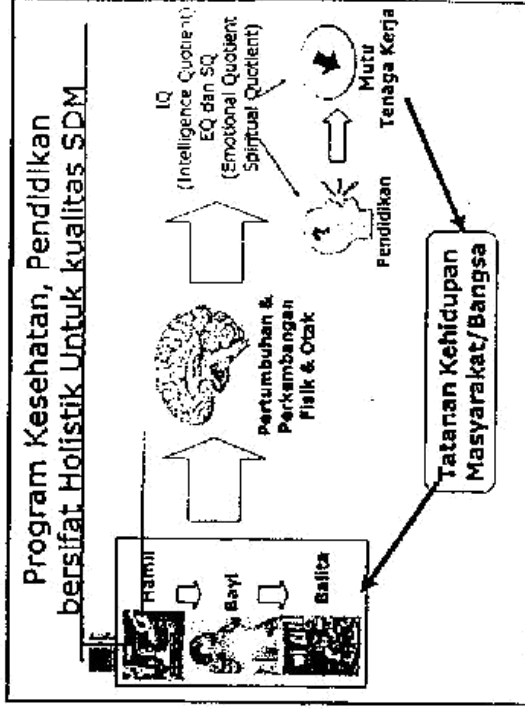 Program Kesehatan, Pendidikan
bersifat Holistik Untuk kualitas SDM
Hamil
Bayi
Balita
Pertumbuhan &
Perkembangan
Fisik & Otak
IQ
(Intelligence Quotient)
EQ dan SQ
(Emotional Quotient
Spiritual Quotient)
?
Pendidikan
Mutu
Tenaga Kerja
Tatanan Kehidupan
Masyarakat/Bangsa